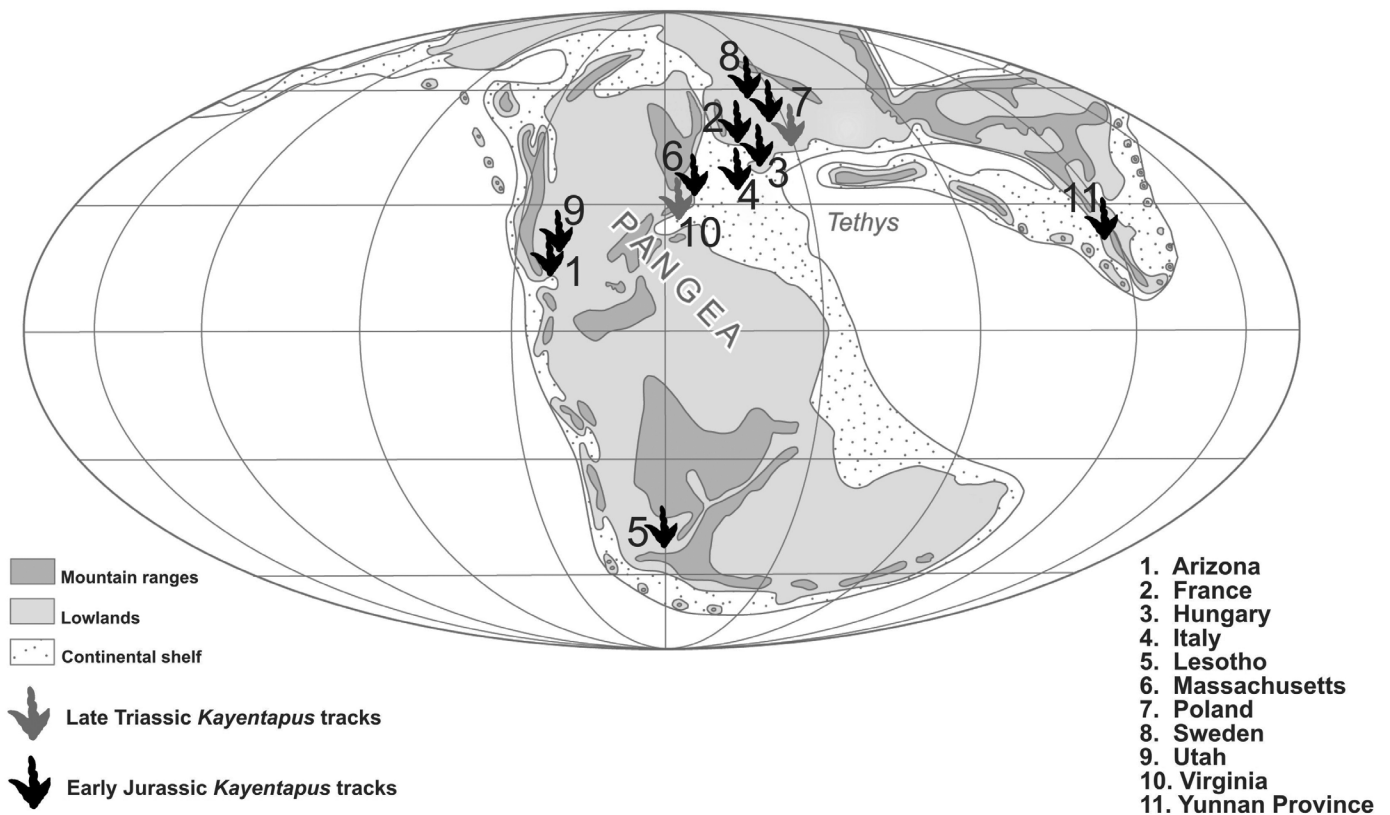 8
7
2
6
3
4
11
9
10
1
PANGEA
Tethys
5
Mountain ranges
Lowlands
Continental shelf
Late Triassic Kayentapus tracks
Early Jurassic Kayentapus tracks
1. Arizona
2. France
3. Hungary
4. Italy
5. Lesotho
6. Massachusetts
7. Poland
8. Sweden
9. Utah
10. Virginia
11. Yunnan Province